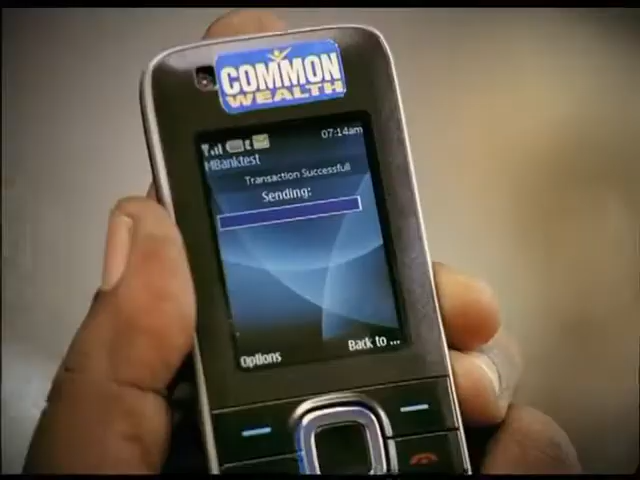 COMMON
WEALTH
07:14am
MBanktest
Transaction Successfull
Sending:
Options
Back to ...